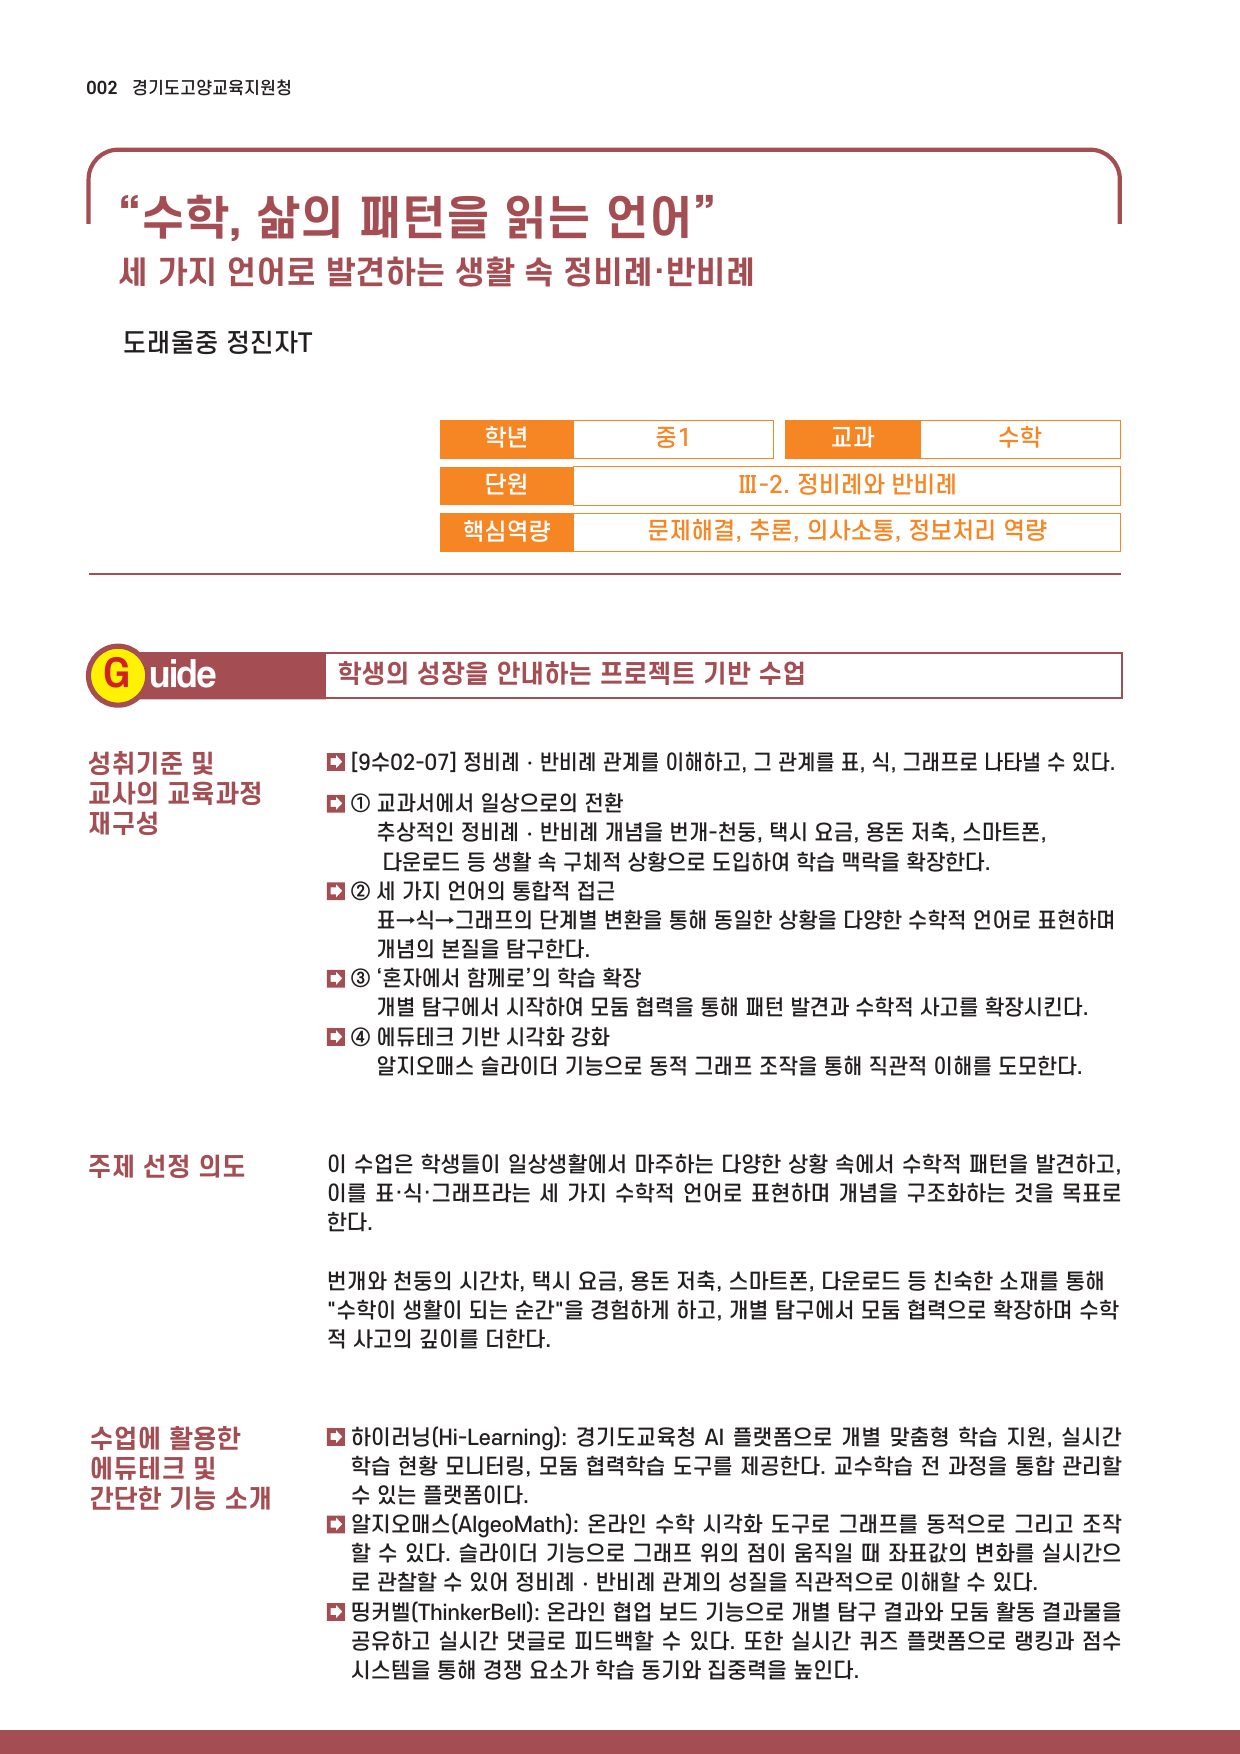 002 경기도고양교육지원청
“수학, 삶의 패턴을 읽는 언어”
세 가지 언어로 발견하는 생활 속 정비례·반비례
도래울중 정진자T
학년 중1 교과 수학
단원 Ⅲ-2. 정비례와 반비례
핵심역량 문제해결, 추론, 의사소통, 정보처리 역량
Guide 학생의 성장을 안내하는 프로젝트 기반 수업
성취기준 및
교사의 교육과정
재구성
[9수02-07] 정비례 · 반비례 관계를 이해하고, 그 관계를 표, 식, 그래프로 나타낼 수 있다.
① 교과서에서 일상으로의 전환
추상적인 정비례 · 반비례 개념을 번개-천둥, 택시 요금, 용돈 저축, 스마트폰,
다운로드 등 생활 속 구체적 상황으로 도입하여 학습 맥락을 확장한다.
② 세 가지 언어의 통합적 접근
표→식→그래프의 단계별 변환을 통해 동일한 상황을 다양한 수학적 언어로 표현하며
개념의 본질을 탐구한다.
③ ‘혼자에서 함께로’의 학습 확장
개별 탐구에서 시작하여 모둠 협력을 통해 패턴 발견과 수학적 사고를 확장시킨다.
④ 에듀테크 기반 시각화 강화
알지오매스 슬라이더 기능으로 동적 그래프 조작을 통해 직관적 이해를 도모한다.
주제 선정 의도
이 수업은 학생들이 일상생활에서 마주하는 다양한 상황 속에서 수학적 패턴을 발견하고,
이를 표·식·그래프라는 세 가지 수학적 언어로 표현하며 개념을 구조화하는 것을 목표로
한다.
번개와 천둥의 시간차, 택시 요금, 용돈 저축, 스마트폰, 다운로드 등 친숙한 소재를 통해
"수학이 생활이 되는 순간"을 경험하게 하고, 개별 탐구에서 모둠 협력으로 확장하며 수학
적 사고의 깊이를 더한다.
수업에 활용한
에듀테크 및
간단한 기능 소개
하이러닝(Hi-Learning): 경기도교육청 AI 플랫폼으로 개별 맞춤형 학습 지원, 실시간
학습 현황 모니터링, 모둠 협력학습 도구를 제공한다. 교수학습 전 과정을 통합 관리할
수 있는 플랫폼이다.
알지오매스(AlgeoMath): 온라인 수학 시각화 도구로 그래프를 동적으로 그리고 조작
할 수 있다. 슬라이더 기능으로 그래프 위의 점이 움직일 때 좌표값의 변화를 실시간으
로 관찰할 수 있어 정비례 · 반비례 관계의 성질을 직관적으로 이해할 수 있다.
띵커벨(ThinkerBell): 온라인 협업 보드 기능으로 개별 탐구 결과와 모둠 활동 결과물을
공유하고 실시간 댓글로 피드백할 수 있다. 또한 실시간 퀴즈 플랫폼으로 랭킹과 점수
시스템을 통해 경쟁 요소가 학습 동기와 집중력을 높인다.